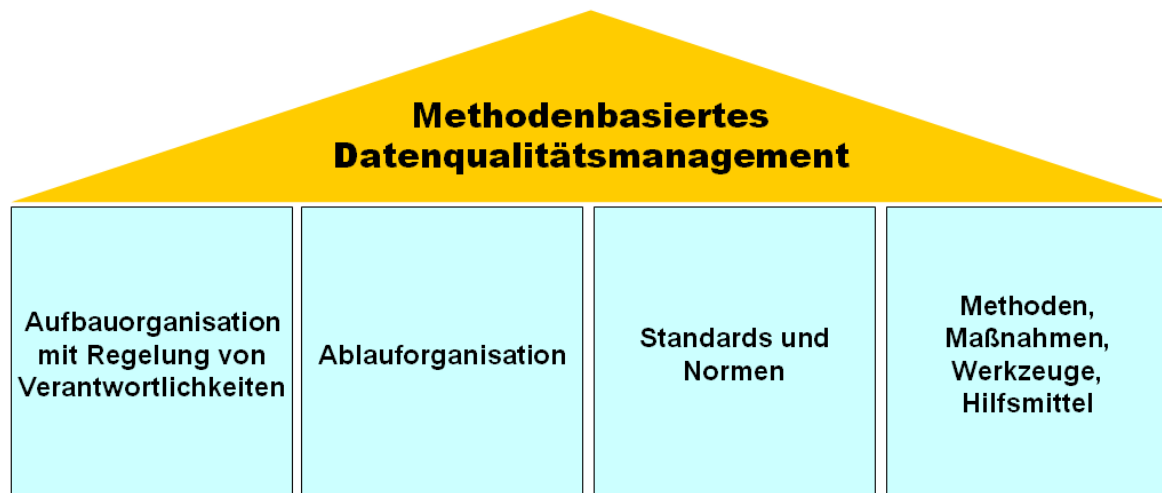 Methodenbasiertes
Datenqualitätsmanagement
Aufbauorganisation
mit Regelung von
Verantwortlichkeiten
Ablauforganisation
Standards und
Normen
Methoden,
Maßnahmen,
Werkzeuge,
Hilfsmittel